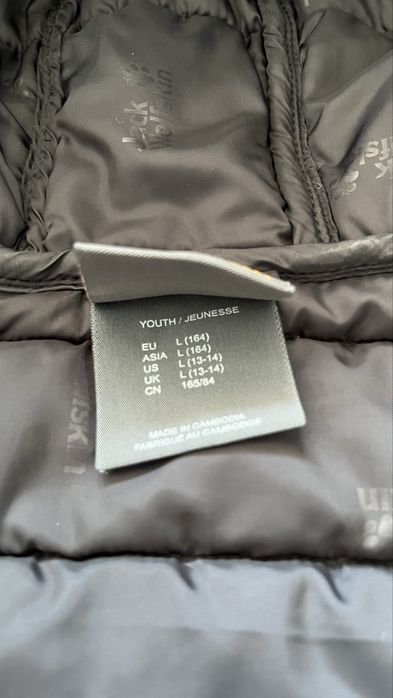 Jack
Wolfskin
YOUTH / JEUNESSE
EU L (164)
ASIA L (164)
US L (13-14)
UK L (13-14)
CN 165/84
MADE IN CAMBODIA
FABRIQUÉ AU CAMBODGE